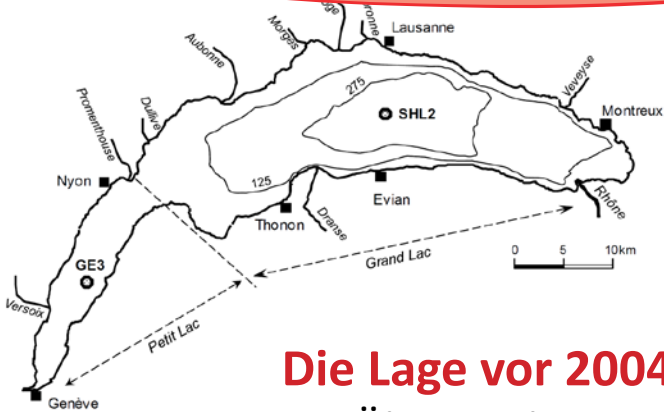 Lausanne
Morges
Aubonne
Veveyse
275
SHL2
Montreux
Promenthouse
Dullive
Nyon
125
Evian
Rhône
Thonon
Dranse
0 5 10km
Grand Lac
GE3
Versoix
Petit Lac
Die Lage vor 2004
Genève